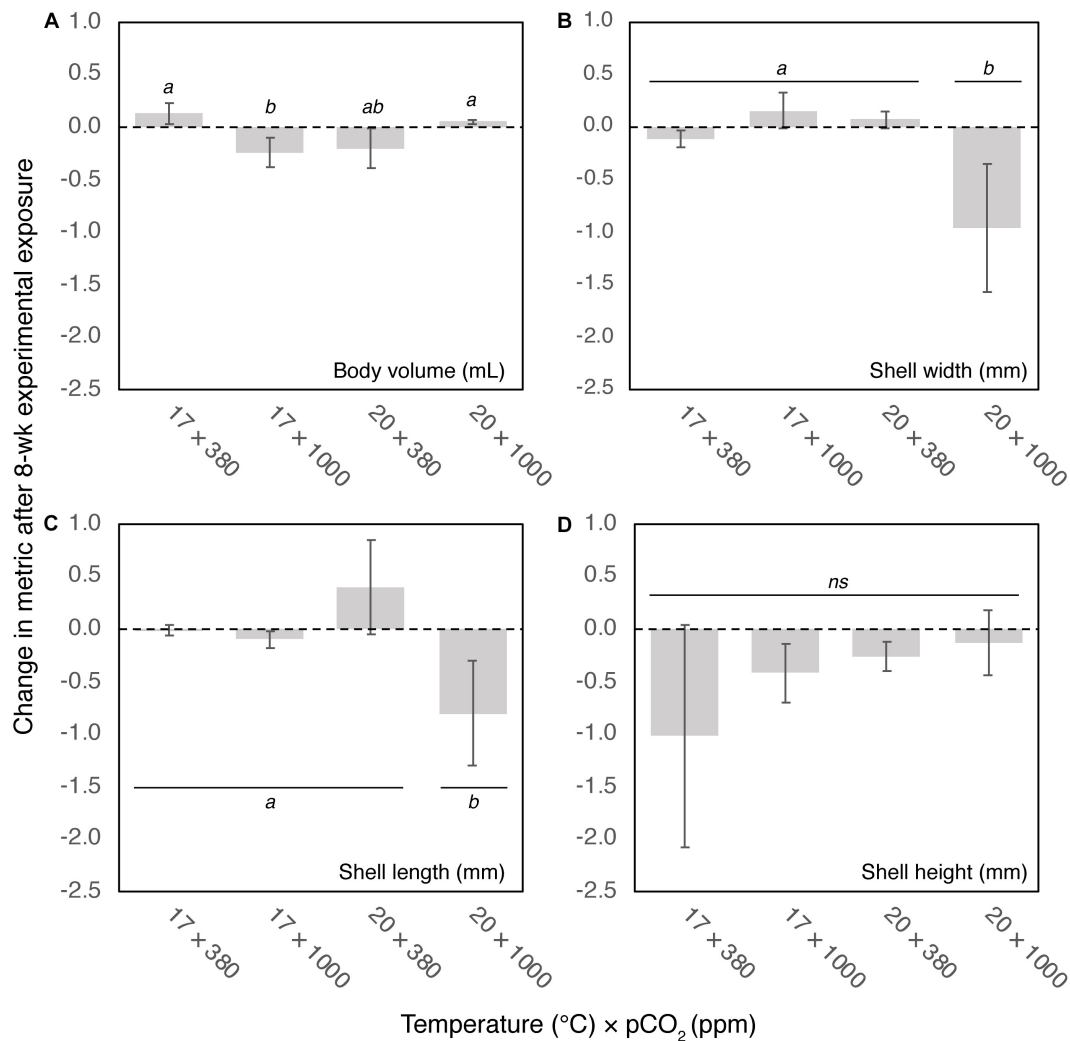 Change in metric after 8-wk experimental exposure
A
1.0
0.5
0.0
-0.5
-1.0
-1.5
-2.0
-2.5
a
b
ab
a
Body volume (mL)
17×380
17×1000
20×380
20×1000
B
1.0
0.5
0.0
-0.5
-1.0
-1.5
-2.0
-2.5
a
b
Shell width (mm)
17×380
17×1000
20×380
20×1000
C
1.0
0.5
0.0
-0.5
-1.0
-1.5
-2.0
-2.5
a
b
Shell length (mm)
17×380
17×1000
20×380
20×1000
D
1.0
0.5
0.0
-0.5
-1.0
-1.5
-2.0
-2.5
ns
Shell height (mm)
17×380
17×1000
20×380
20×1000
Temperature (°C) × pCO₂ (ppm)